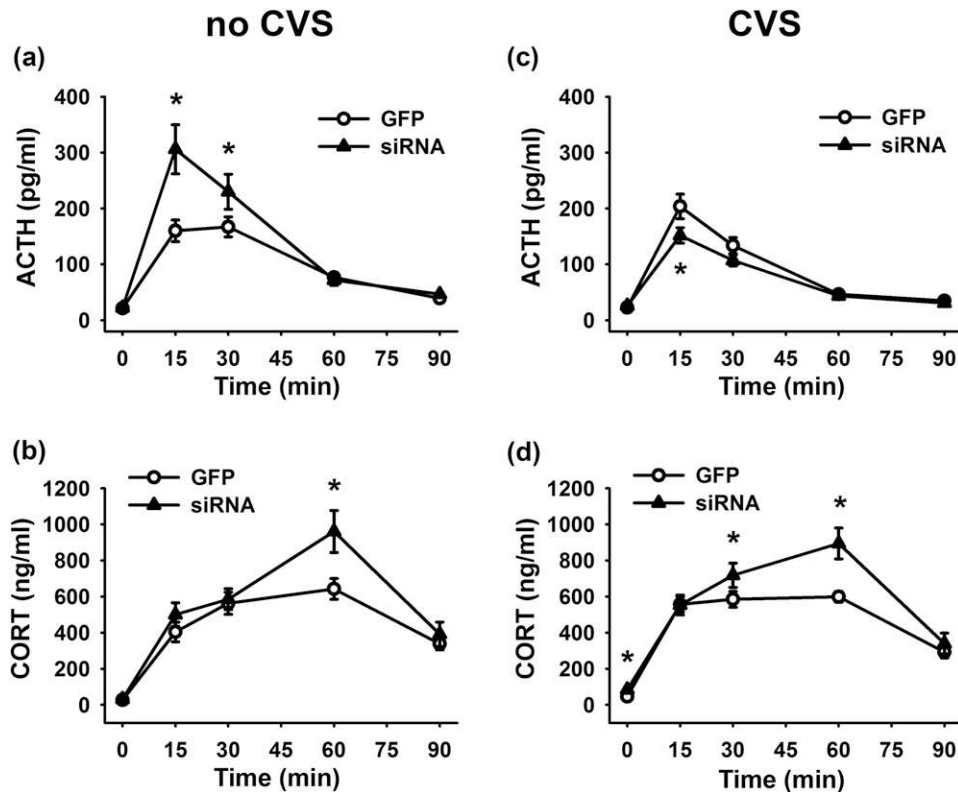 no CVS
CVS
(a)
ACTH (pg/ml)
400
300
200
100
0
*
*
GFP
siRNA
0 15 30 45 60 75 90
Time (min)
(c)
ACTH (pg/ml)
400
300
200
100
0
GFP
siRNA
*
0 15 30 45 60 75 90
Time (min)
(b)
CORT (ng/ml)
1200
1000
800
600
400
200
0
GFP
siRNA
*
0 15 30 45 60 75 90
Time (min)
(d)
CORT (ng/ml)
1200
1000
800
600
400
200
0
GFP
siRNA
*
*
*
0 15 30 45 60 75 90
Time (min)